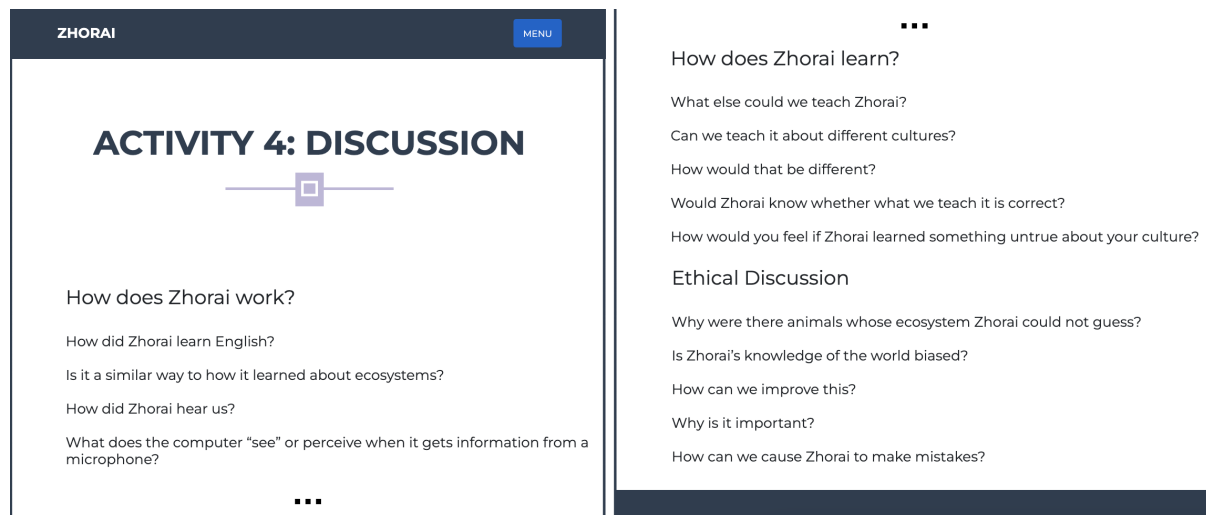 ZHORAI
MENU
ACTIVITY 4: DISCUSSION
How does Zhorai work?
How did Zhorai learn English?
Is it a similar way to how it learned about ecosystems?
How did Zhorai hear us?
What does the computer “see” or perceive when it gets information from a
microphone?
...
...
How does Zhorai learn?
What else could we teach Zhorai?
Can we teach it about different cultures?
How would that be different?
Would Zhorai know whether what we teach it is correct?
How would you feel if Zhorai learned something untrue about your culture?
Ethical Discussion
Why were there animals whose ecosystem Zhorai could not guess?
Is Zhorai’s knowledge of the world biased?
How can we improve this?
Why is it important?
How can we cause Zhorai to make mistakes?